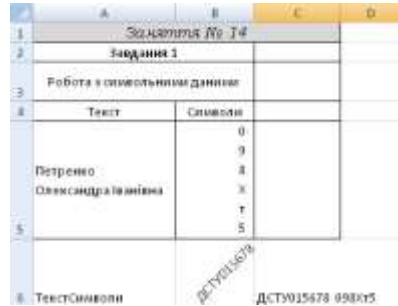 A B C D
1 Заняття № 14
2 Завдання 1
3 Робота з символьними даними
4 Текст Символи
0
9
8
Х
т
5 Петренко
Олександра Іванівна
5
ДСТУ015678
6 ТекстСимволи ДСТУ015678 098Хт5